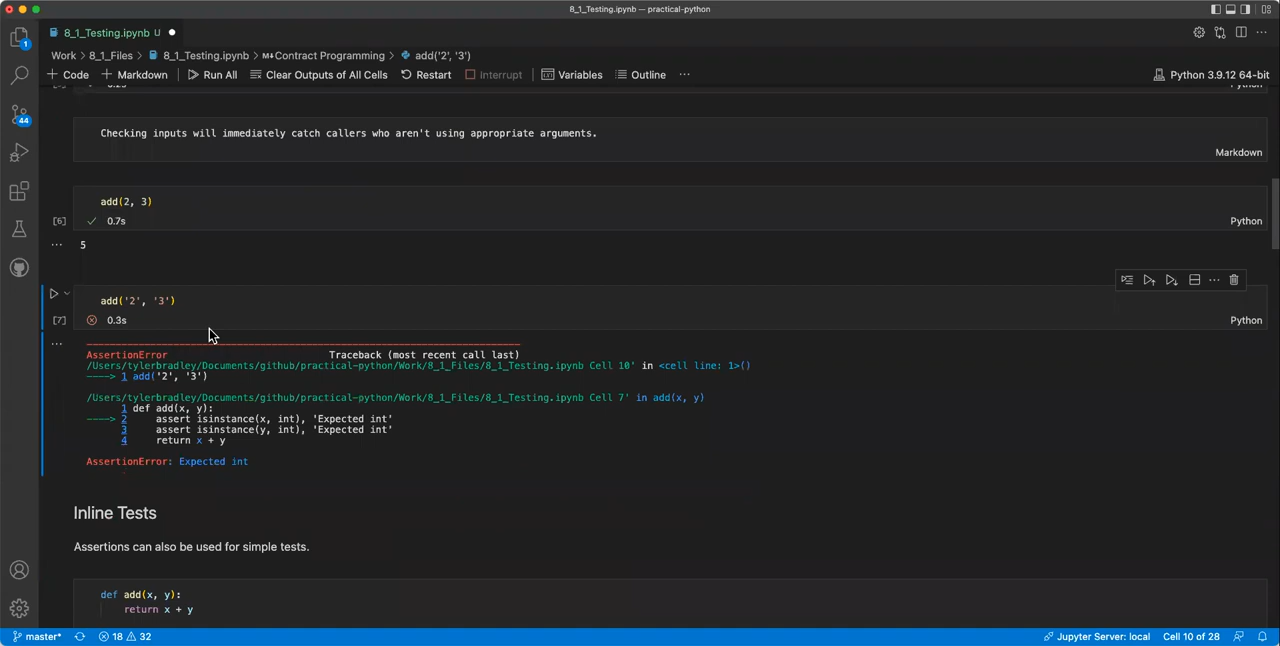 8_1_Testing.ipynb — practical-python
8_1_Testing.ipynb U
Work > 8_1_Files > 8_1_Testing.ipynb > M↓Contract Programming > add('2', '3')
+ Code + Markdown Run All Clear Outputs of All Cells Restart Interrupt Variables Outline ... Python 3.9.12 64-bit
Python
1
Checking inputs will immediately catch callers who aren't using appropriate arguments.
Markdown
44
add(2, 3)
[6] 0.7s Python
... 5
add('2', '3')
[7] 0.3s Python
...
AssertionError Traceback (most recent call last)
/Users/tylerbradley/Documents/github/practical-python/Work/8_1_Files/8_1_Testing.ipynb Cell 10' in <cell line: 1>()
----> 1 add('2', '3')
/Users/tylerbradley/Documents/github/practical-python/Work/8_1_Files/8_1_Testing.ipynb Cell 7' in add(x, y)
1 def add(x, y):
----> 2 assert isinstance(x, int), 'Expected int'
3 assert isinstance(y, int), 'Expected int'
4 return x + y
AssertionError: Expected int
Inline Tests
Assertions can also be used for simple tests.
def add(x, y):
return x + y
master* 18 32 Jupyter Server: local Cell 10 of 28